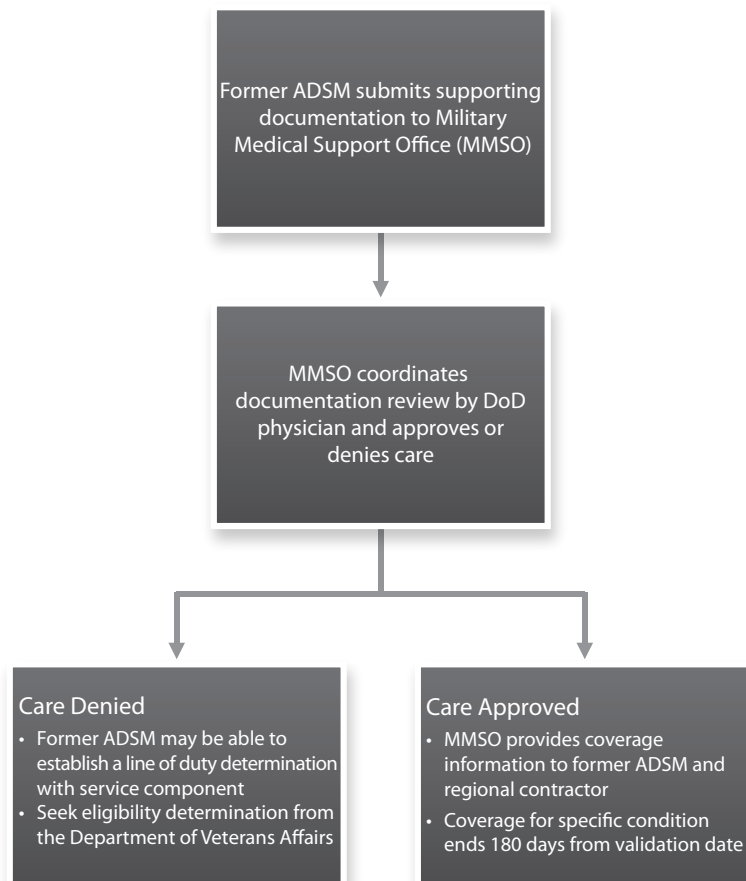 Former ADSM submits supporting
documentation to Military
Medical Support Office (MMSO)
MMSO coordinates
documentation review by DoD
physician and approves or
denies care
Care Denied
• Former ADSM may be able to
establish a line of duty determination
with service component
• Seek eligibility determination from
the Department of Veterans Affairs
Care Approved
• MMSO provides coverage
information to former ADSM and
regional contractor
• Coverage for specific condition
ends 180 days from validation date